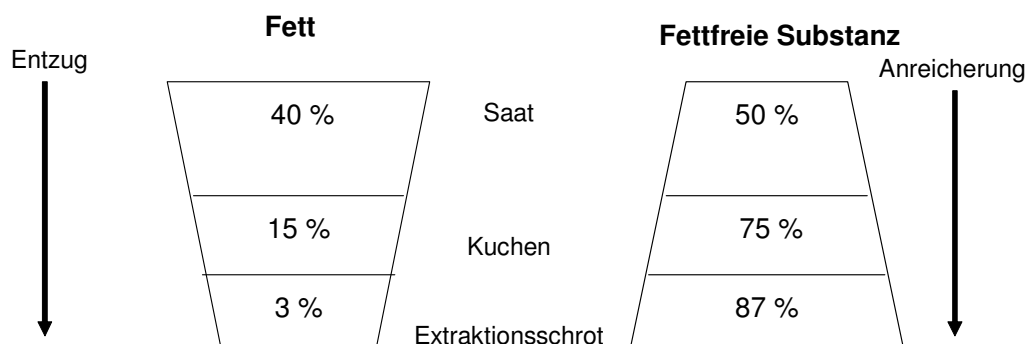 Fett
Fettfreie Substanz
Entzug
Anreicherung
40 %
Saat
50 %
15 %
Kuchen
75 %
3 %
Extraktionsschrot
87 %